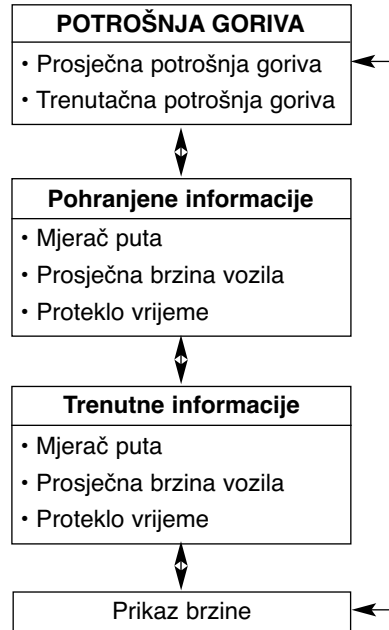 POTROŠNJA GORIVA
• Prosječna potrošnja goriva
• Trenutačna potrošnja goriva
Pohranjene informacije
• Mjerač puta
• Prosječna brzina vozila
• Proteklo vrijeme
Trenutne informacije
• Mjerač puta
• Prosječna brzina vozila
• Proteklo vrijeme
Prikaz brzine